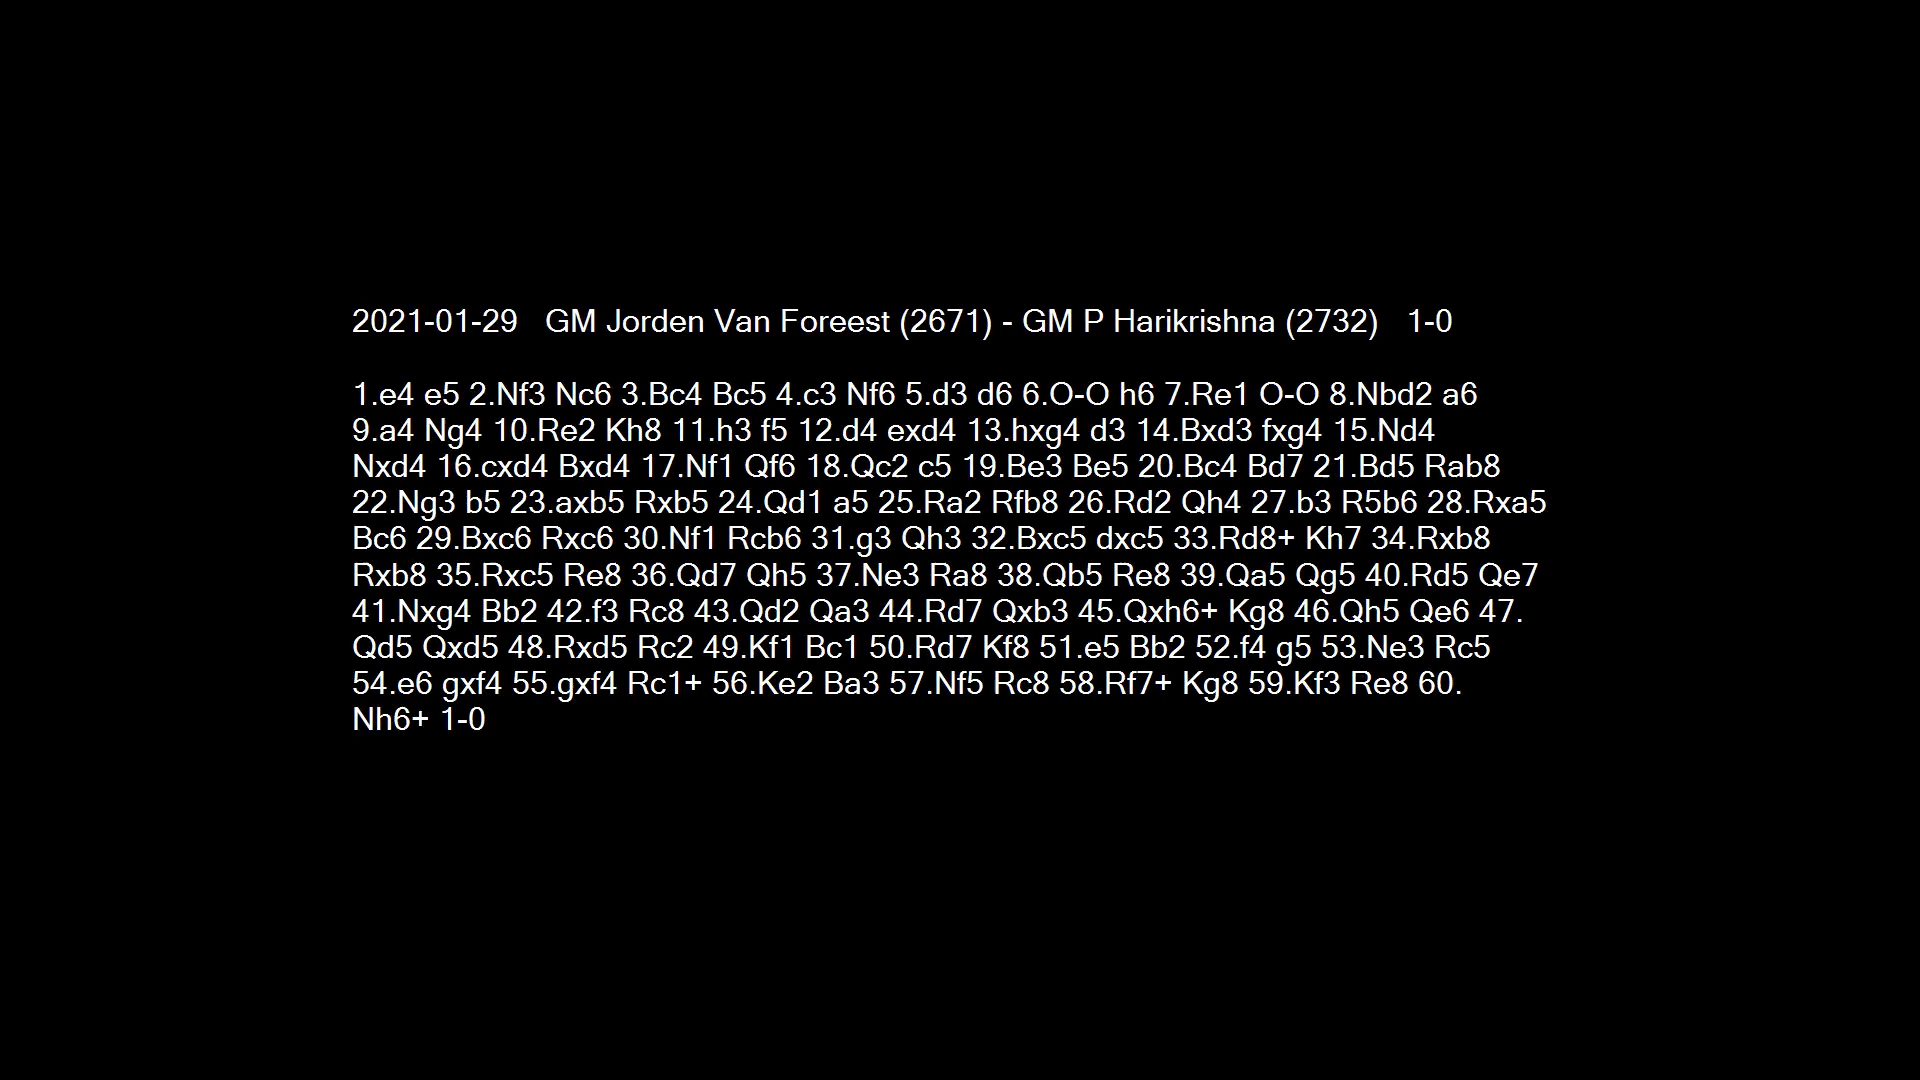 2021-01-29   GM Jorden Van Foreest (2671) - GM P Harikrishna (2732)   1-0
1.e4 e5 2.Nf3 Nc6 3.Bc4 Bc5 4.c3 Nf6 5.d3 d6 6.O-O h6 7.Re1 O-O 8.Nbd2 a6
9.a4 Ng4 10.Re2 Kh8 11.h3 f5 12.d4 exd4 13.hxg4 d3 14.Bxd3 fxg4 15.Nd4
Nxd4 16.cxd4 Bxd4 17.Nf1 Qf6 18.Qc2 c5 19.Be3 Be5 20.Bc4 Bd7 21.Bd5 Rab8
22.Ng3 b5 23.axb5 Rxb5 24.Qd1 a5 25.Ra2 Rfb8 26.Rd2 Qh4 27.b3 R5b6 28.Rxa5
Bc6 29.Bxc6 Rxc6 30.Nf1 Rcb6 31.g3 Qh3 32.Bxc5 dxc5 33.Rd8+ Kh7 34.Rxb8
Rxb8 35.Rxc5 Re8 36.Qd7 Qh5 37.Ne3 Ra8 38.Qb5 Re8 39.Qa5 Qg5 40.Rd5 Qe7
41.Nxg4 Bb2 42.f3 Rc8 43.Qd2 Qa3 44.Rd7 Qxb3 45.Qxh6+ Kg8 46.Qh5 Qe6 47.
Qd5 Qxd5 48.Rxd5 Rc2 49.Kf1 Bc1 50.Rd7 Kf8 51.e5 Bb2 52.f4 g5 53.Ne3 Rc5
54.e6 gxf4 55.gxf4 Rc1+ 56.Ke2 Ba3 57.Nf5 Rc8 58.Rf7+ Kg8 59.Kf3 Re8 60.
Nh6+ 1-0